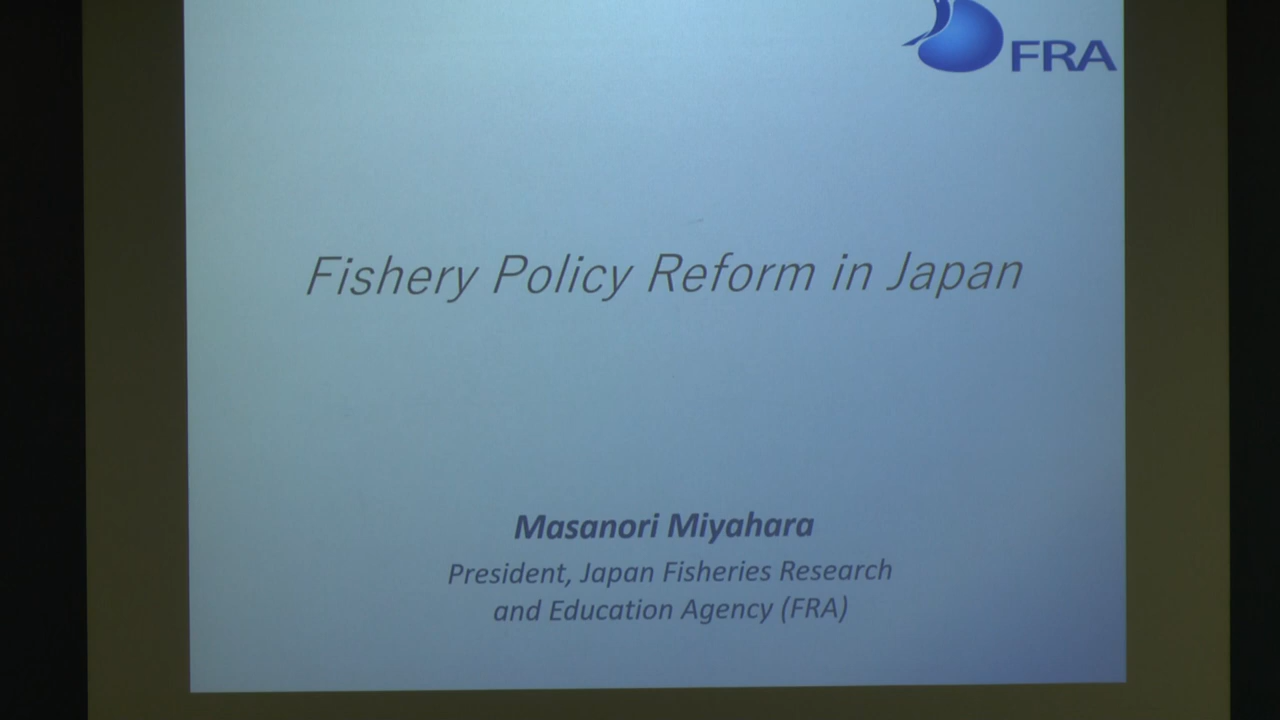 FRA
Fishery Policy Reform in Japan
Masanori Miyahara
President, Japan Fisheries Research
and Education Agency (FRA)